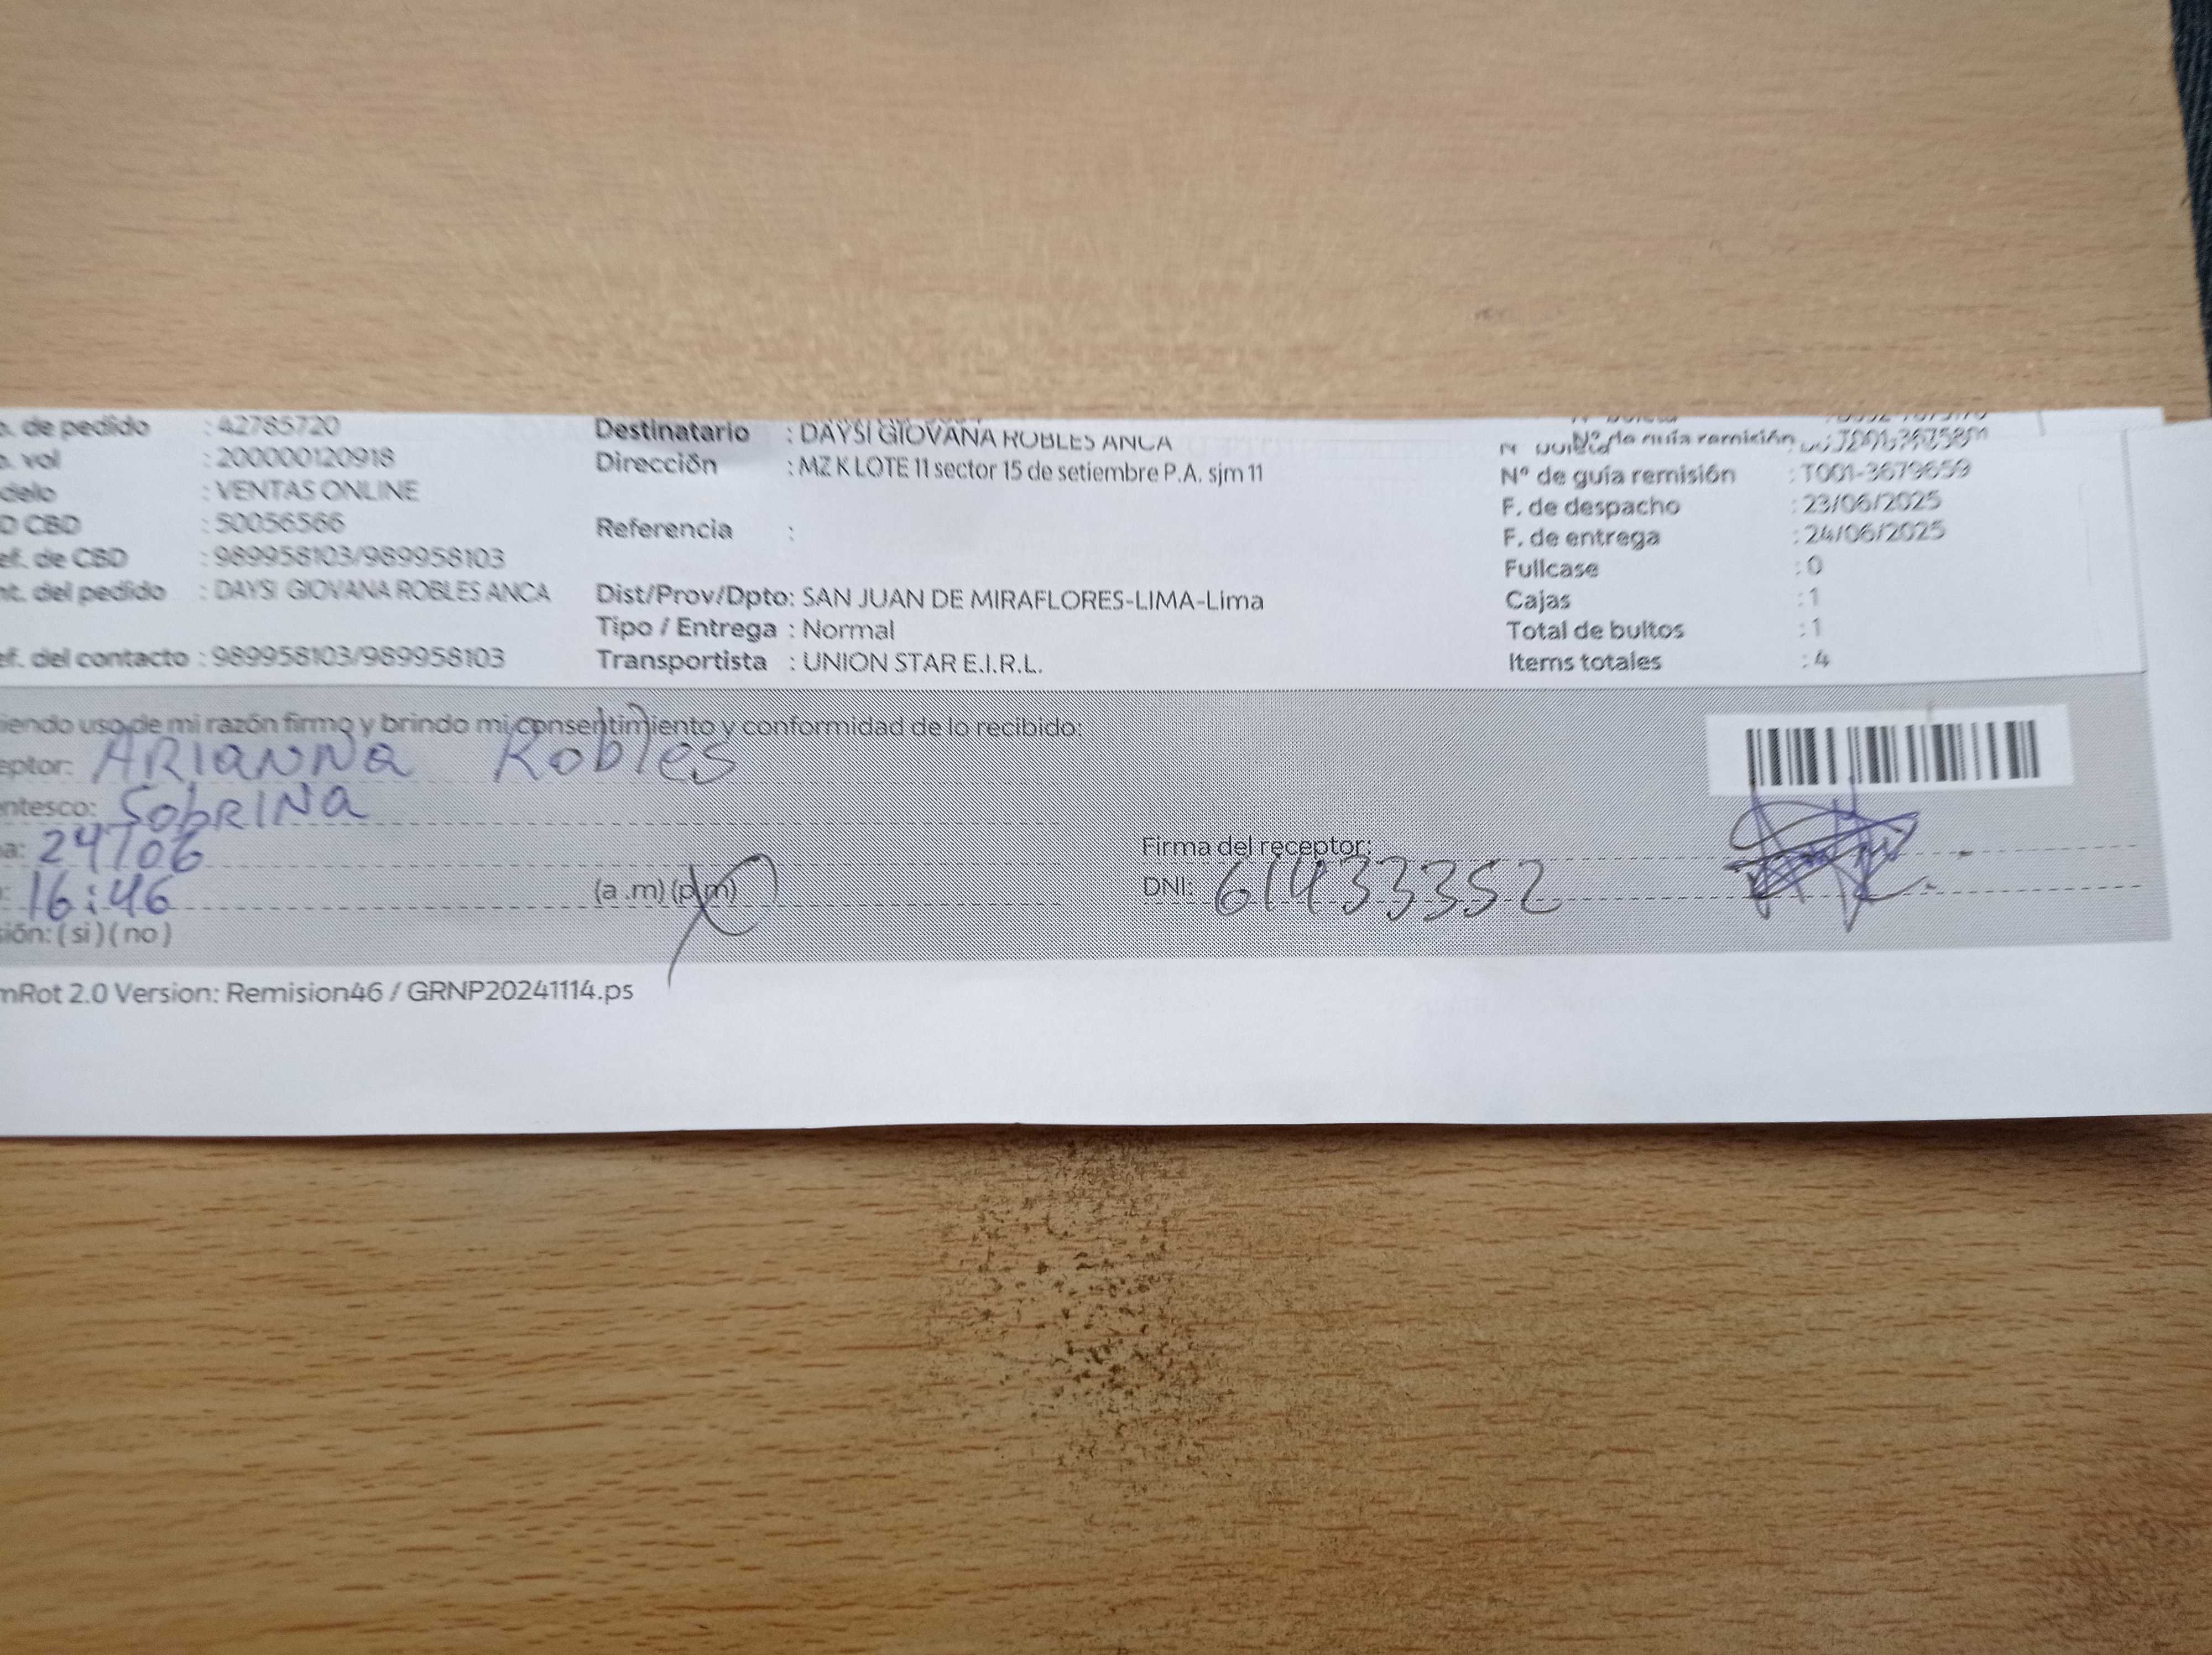 . de pedido : 42785720
. vol : 200000120918
delo : VENTAS ONLINE
D CBD : 50056566
ef. de CBD : 989958103/989958103
nt. del pedido : DAYSI GIOVANA ROBLES ANCA
ef. del contacto : 989958103/989958103
Destinatario : DAYSI GIOVANA ROBLES ANCA
Dirección : MZ K LOTE 11 sector 15 de setiembre P.A. sjm 11
Referencia :
Dist/Prov/Dpto: SAN JUAN DE MIRAFLORES-LIMA-Lima
Tipo / Entrega : Normal
Transportista : UNION STAR E.I.R.L.
Nº de guía remisión
Nº de guía remisión : T001-3679659
F. de despacho : 23/06/2025
F. de entrega : 24/06/2025
Fullcase : 0
Cajas : 1
Total de bultos : 1
Items totales : 4
iendo uso de mi razón firmo y brindo mi consentimiento y conformidad de lo recibido:
eptor: ARIANNA Robles
ntesco: SobRINa
a: 24/06
: 16:46 (a .m) (p.m)
sión: ( si ) ( no )
Firma del receptor:
DNI: 61433352
mRot 2.0 Version: Remision46 / GRNP20241114.ps